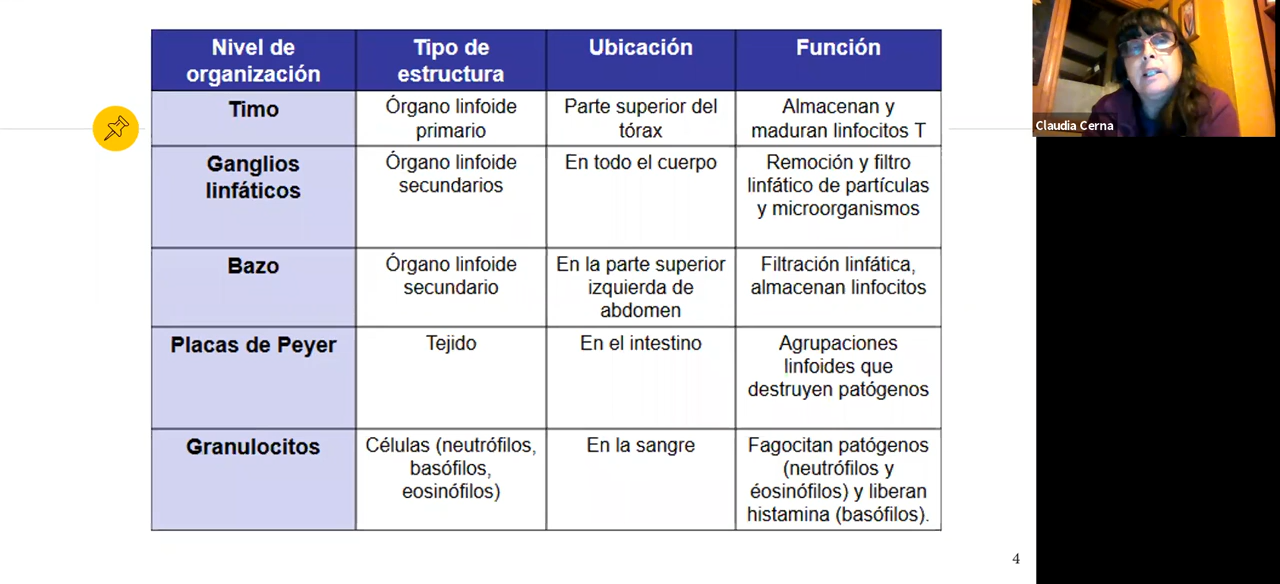 Nivel de
organización
Tipo de
estructura
Ubicación
Función
Timo
Órgano linfoide
primario
Parte superior del
tórax
Almacenan y
maduran linfocitos T
Ganglios
linfáticos
Órgano linfoide
secundarios
En todo el cuerpo
Remoción y filtro
linfático de partículas
y microorganismos
Bazo
Órgano linfoide
secundario
En la parte superior
izquierda de
abdomen
Filtración linfática,
almacenan linfocitos
Placas de Peyer
Tejido
En el intestino
Agrupaciones
linfoides que
destruyen patógenos
Granulocitos
Células (neutrófilos,
basófilos,
eosinófilos)
En la sangre
Fagocitan patógenos
(neutrófilos y
éosinófilos) y liberan
histamina (basófilos).
4
Claudia Cerna